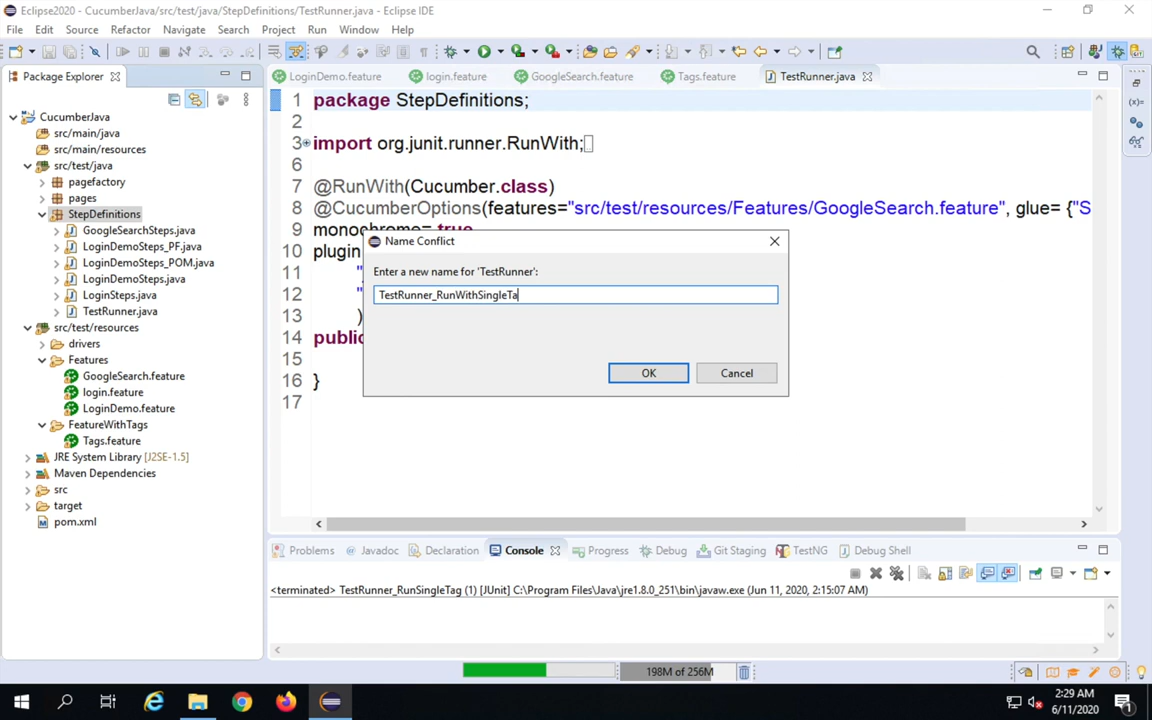 Eclipse2020 - CucumberJava/src/test/java/StepDefinitions/TestRunner.java - Eclipse IDE
File Edit Source Refactor Navigate Search Project Run Window Help
Package Explorer
LoginDemo.feature login.feature GoogleSearch.feature Tags.feature TestRunner.java
CucumberJava
src/main/java
src/main/resources
src/test/java
pagefactory
pages
StepDefinitions
GoogleSearchSteps.java
LoginDemoSteps_PF.java
LoginDemoSteps_POM.java
LoginDemoSteps.java
LoginSteps.java
TestRunner.java
src/test/resources
drivers
Features
GoogleSearch.feature
login.feature
LoginDemo.feature
FeatureWithTags
Tags.feature
JRE System Library [J2SE-1.5]
Maven Dependencies
src
target
pom.xml
1 package StepDefinitions;
2
3 import org.junit.runner.RunWith;
6
7 @RunWith(Cucumber.class)
8 @CucumberOptions(features="src/test/resources/Features/GoogleSearch.feature", glue= {"S
9 monochrome= true
10 plugin
11 "
12 "
13 )
14 public
15
16 }
17
Name Conflict
Enter a new name for 'TestRunner':
TestRunner_RunWithSingleTa
OK Cancel
Problems Javadoc Declaration Console Progress Debug Git Staging TestNG Debug Shell
<terminated> TestRunner_RunSingleTag (1) [JUnit] C:\Program Files\Java\jre1.8.0_251\bin\javaw.exe (Jun 11, 2020, 2:15:07 AM)
198M of 256M
2:29 AM
6/11/2020
1